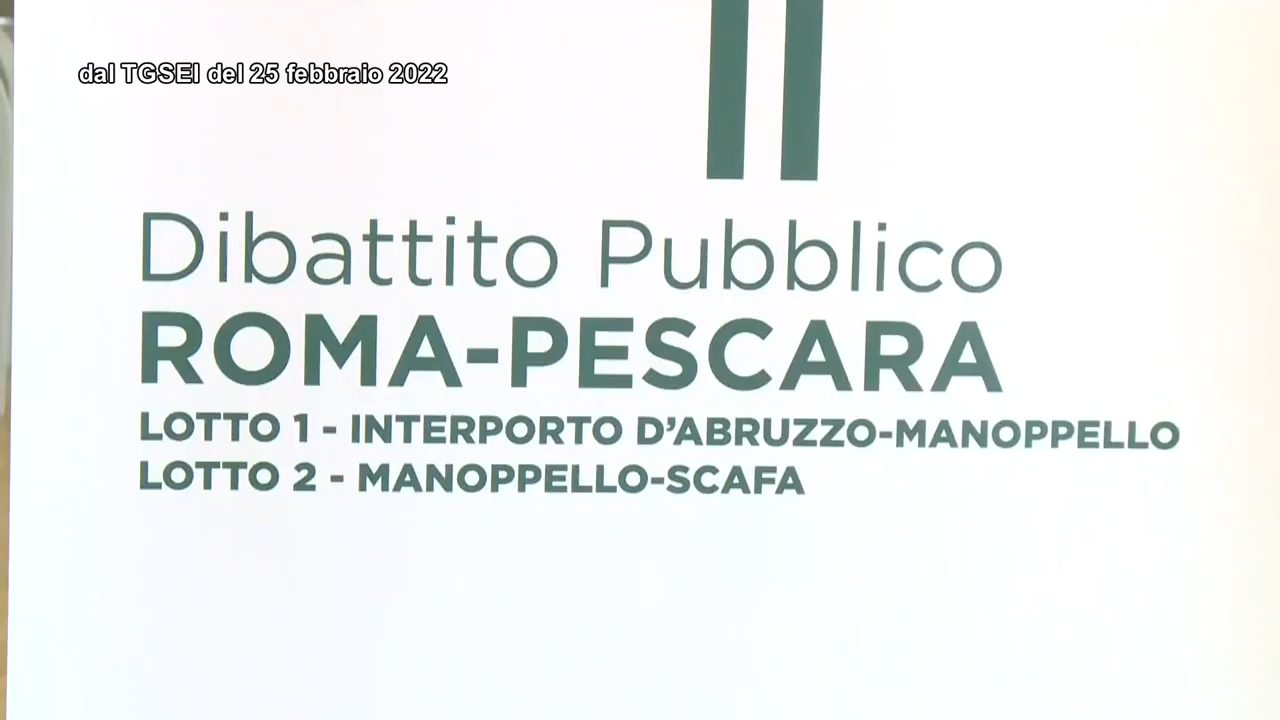 dal TGSEI del 25 febbraio 2022
Dibattito Pubblico
ROMA-PESCARA
LOTTO 1 - INTERPORTO D'ABRUZZO-MANOPPELLO
LOTTO 2 - MANOPPELLO-SCAFA